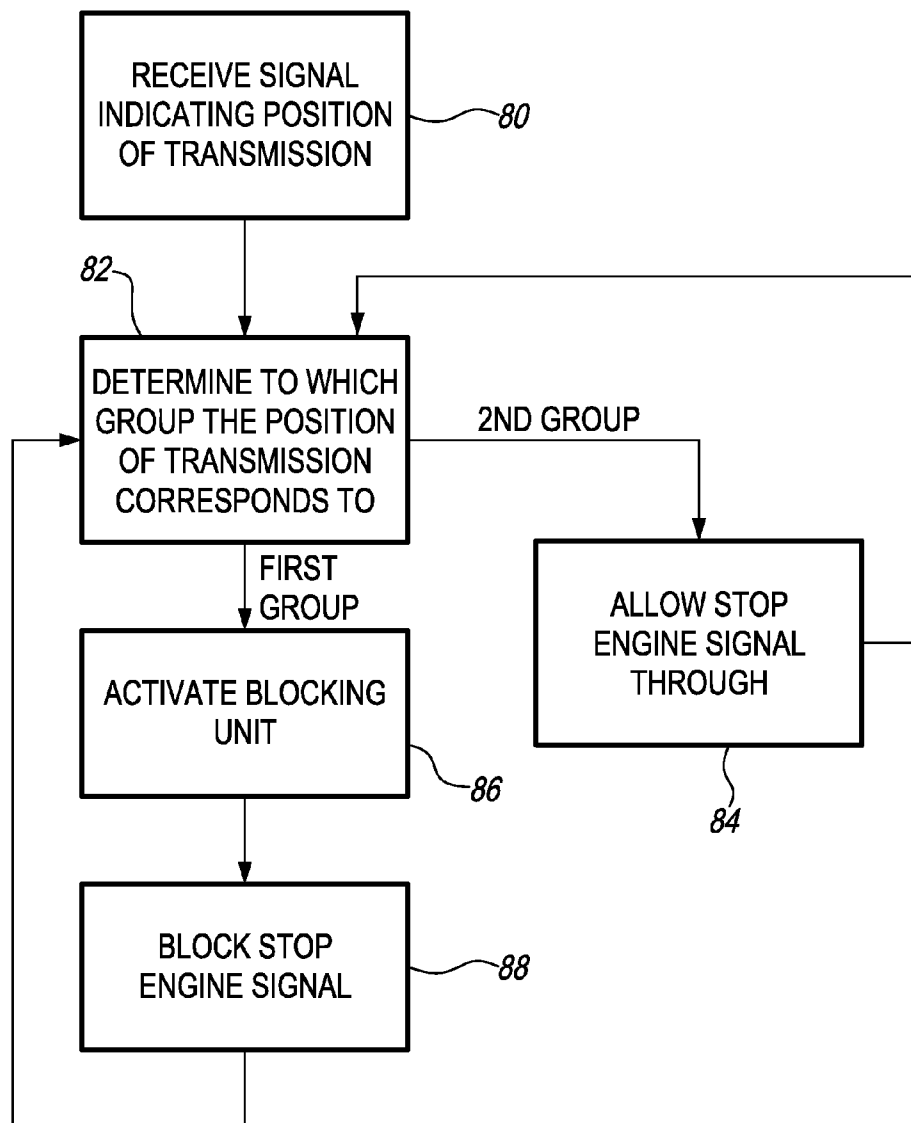 RECEIVE SIGNAL
INDICATING POSITION
OF TRANSMISSION
80
82
DETERMINE TO WHICH
GROUP THE POSITION
OF TRANSMISSION
CORRESPONDS TO
2ND GROUP
FIRST
GROUP
ALLOW STOP
ENGINE SIGNAL
THROUGH
84
ACTIVATE BLOCKING
UNIT
86
BLOCK STOP
ENGINE SIGNAL
88